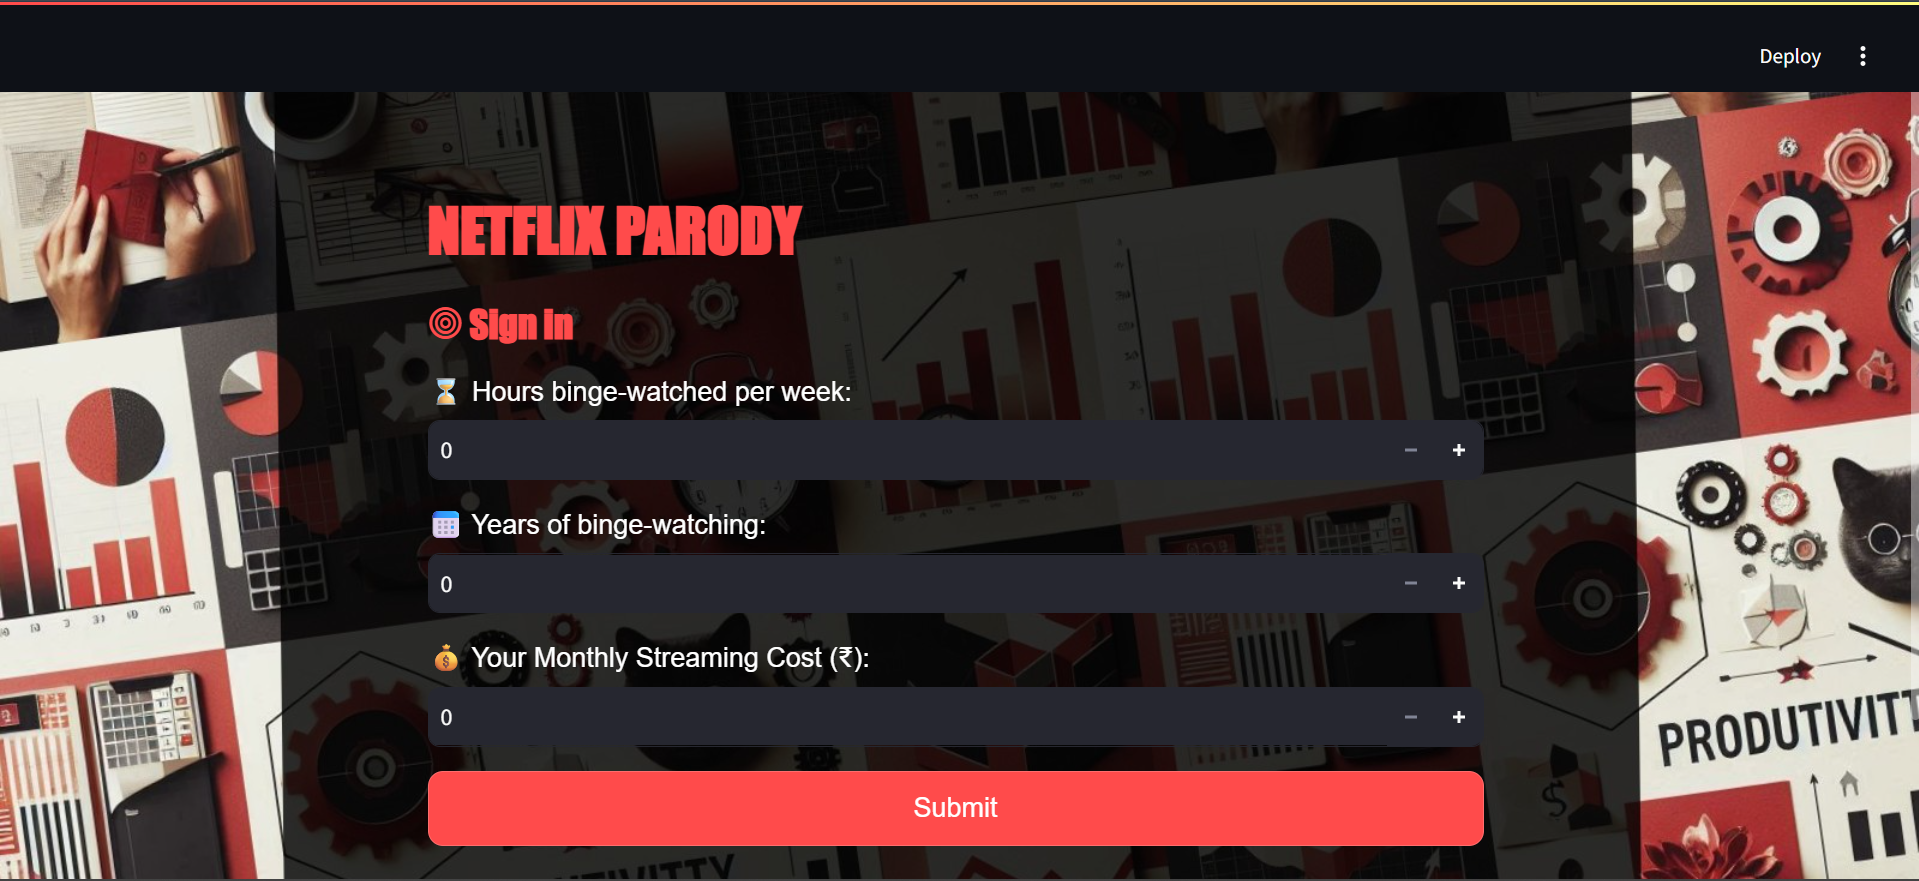 Deploy
NETFLIX PARODY
Sign in
Hours binge-watched per week:
0
Years of binge-watching:
0
Your Monthly Streaming Cost (₹):
0
PRODUTIVITT
Submit